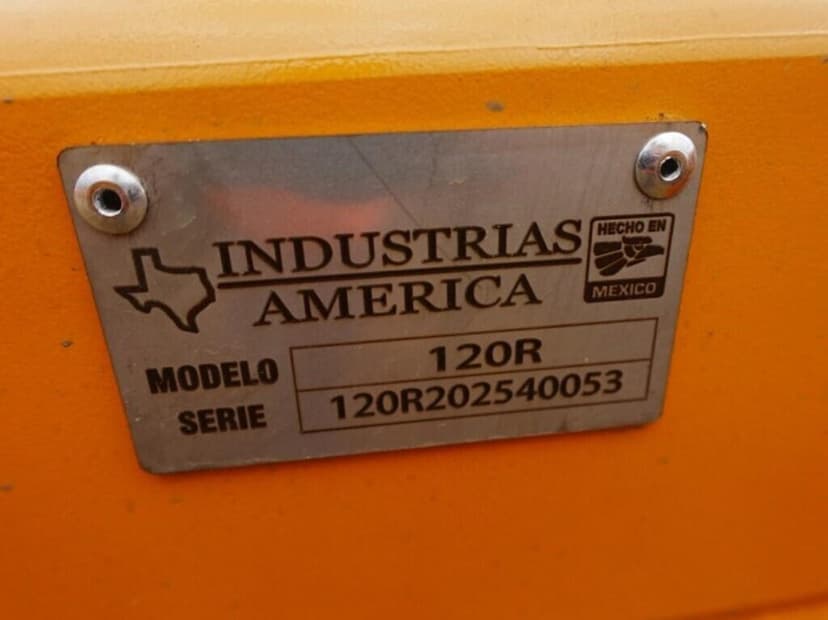 INDUSTRIAS
AMERICA
HECHO EN
MEXICO
MODELO 120R
SERIE 120R202540053